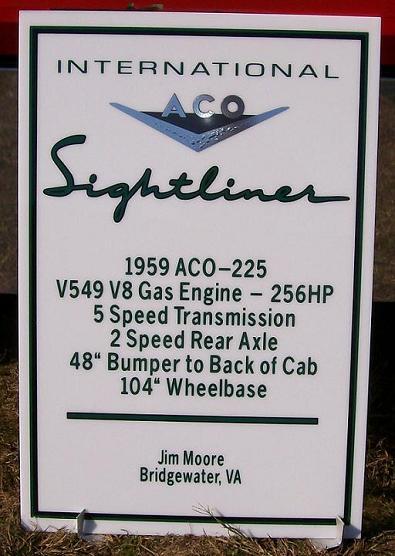 INTERNATIONAL
ACO
Sightliner
1959 ACO-225
V549 V8 Gas Engine - 256HP
5 Speed Transmission
2 Speed Rear Axle
48" Bumper to Back of Cab
104" Wheelbase
Jim Moore
Bridgewater, VA